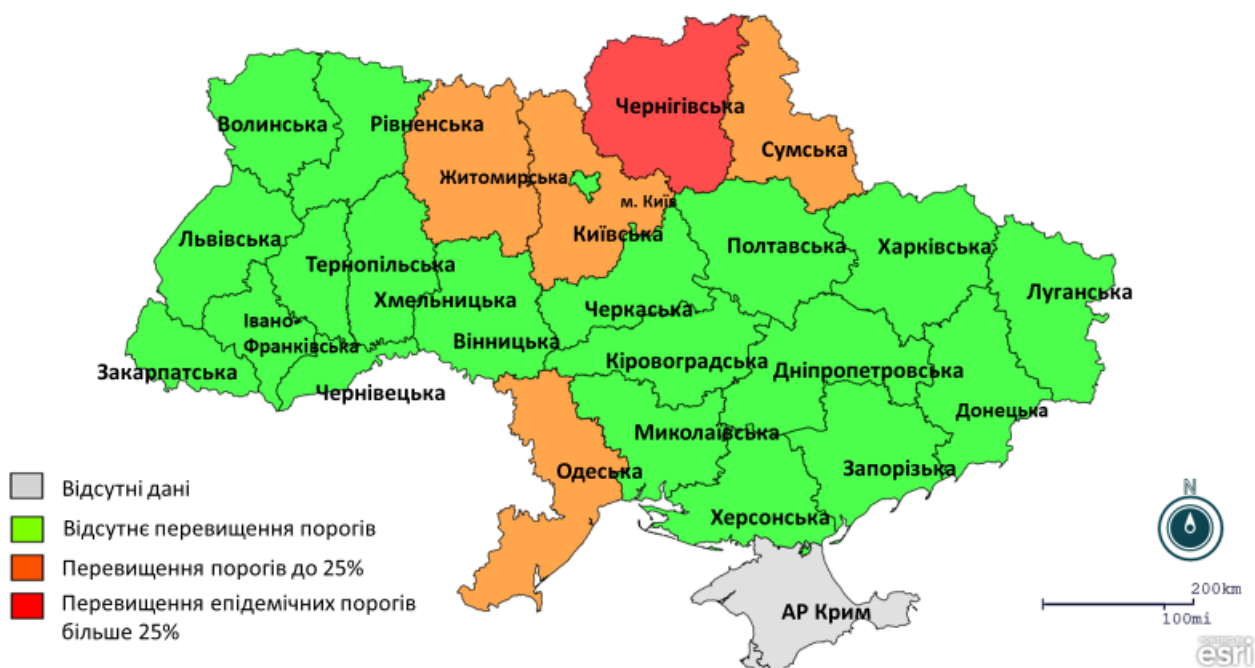 Чернігівська
Волинська
Рівненська
Сумська
Житомирська
м. Київ
Київська
Львівська
Полтавська
Харківська
Тернопільська
Хмельницька
Луганська
Черкаська
Івано-
Франківська
Вінницька
Кіровоградська
Закарпатська
Дніпропетровська
Чернівецька
Донецька
Миколаївська
Одеська
Запорізька
Херсонська
АР Крим
Відсутні дані
Відсутнє перевищення порогів
Перевищення порогів до 25%
Перевищення епідемічних порогів
більше 25%
N
200km
100mi
POWERED BY
esri